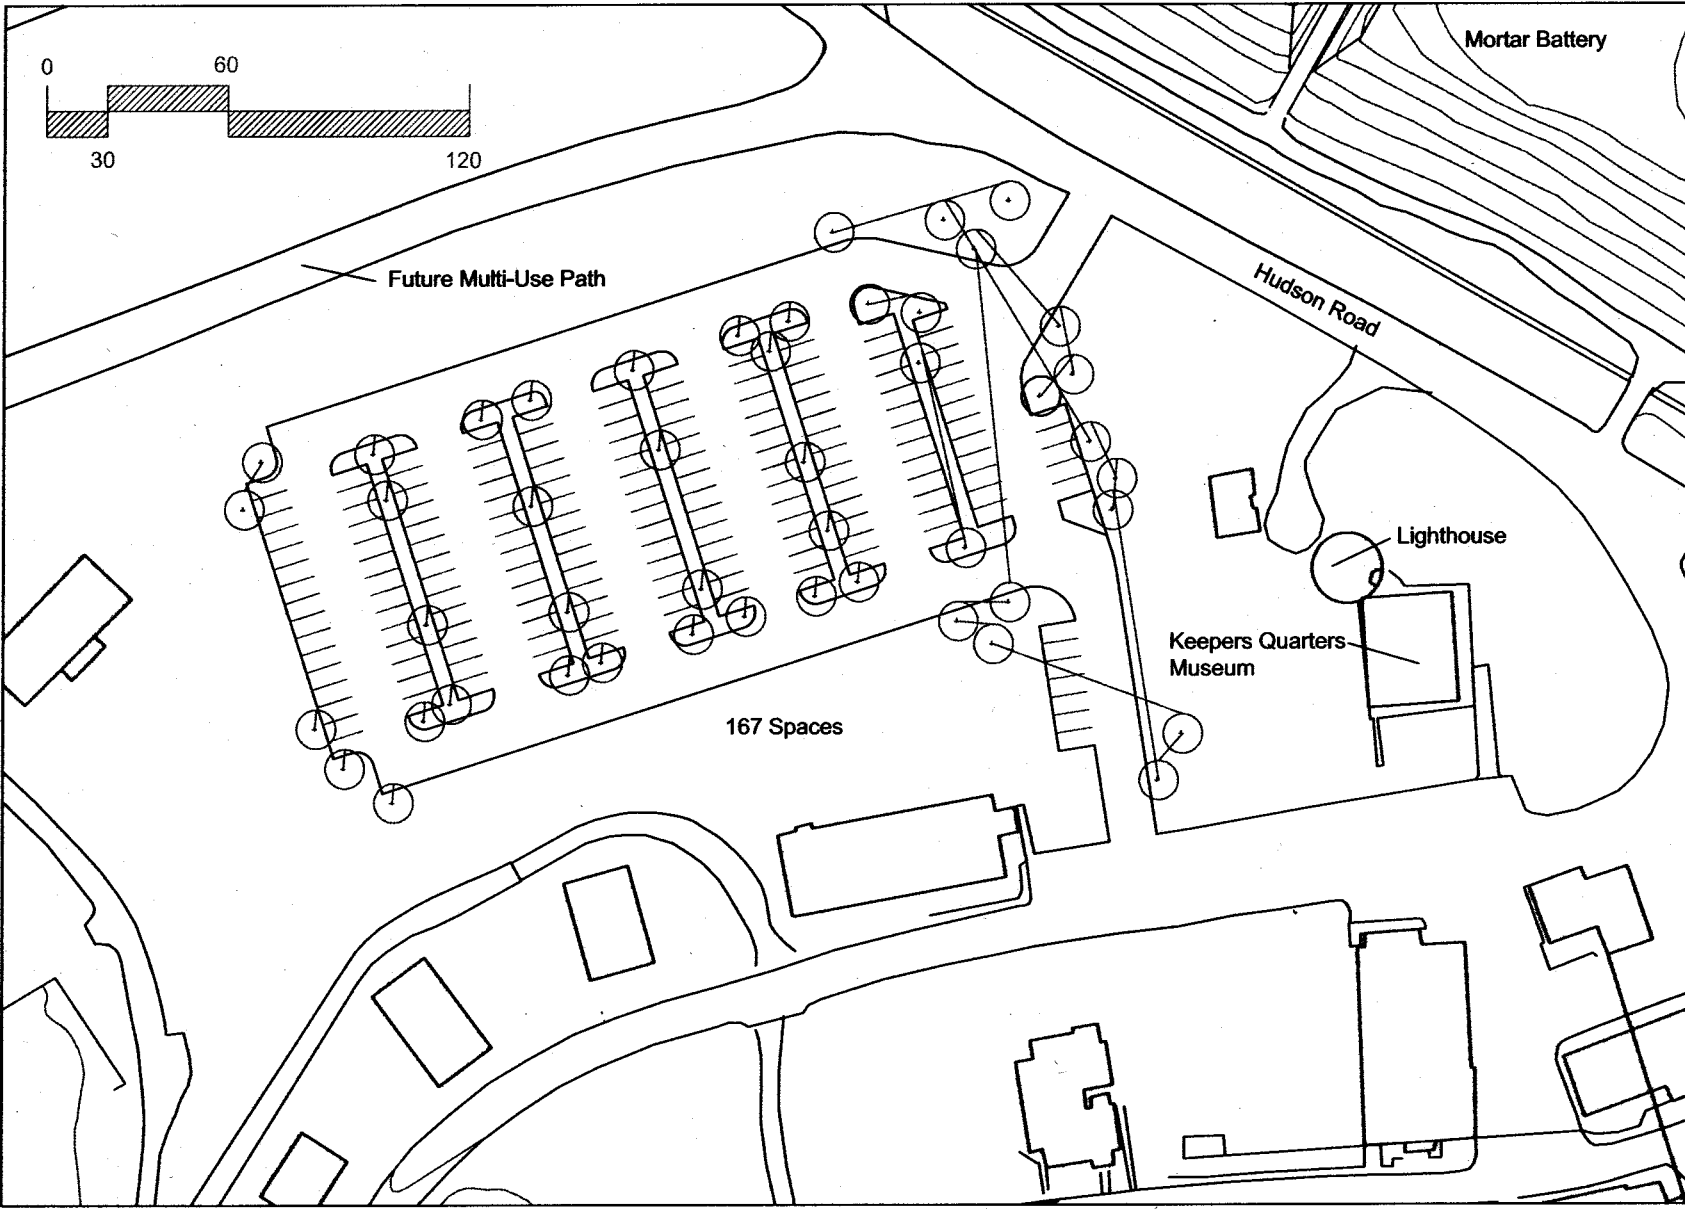 Mortar Battery
0 60
30 120
Future Multi-Use Path
Hudson Road
Lighthouse
Keepers Quarters
Museum
167 Spaces